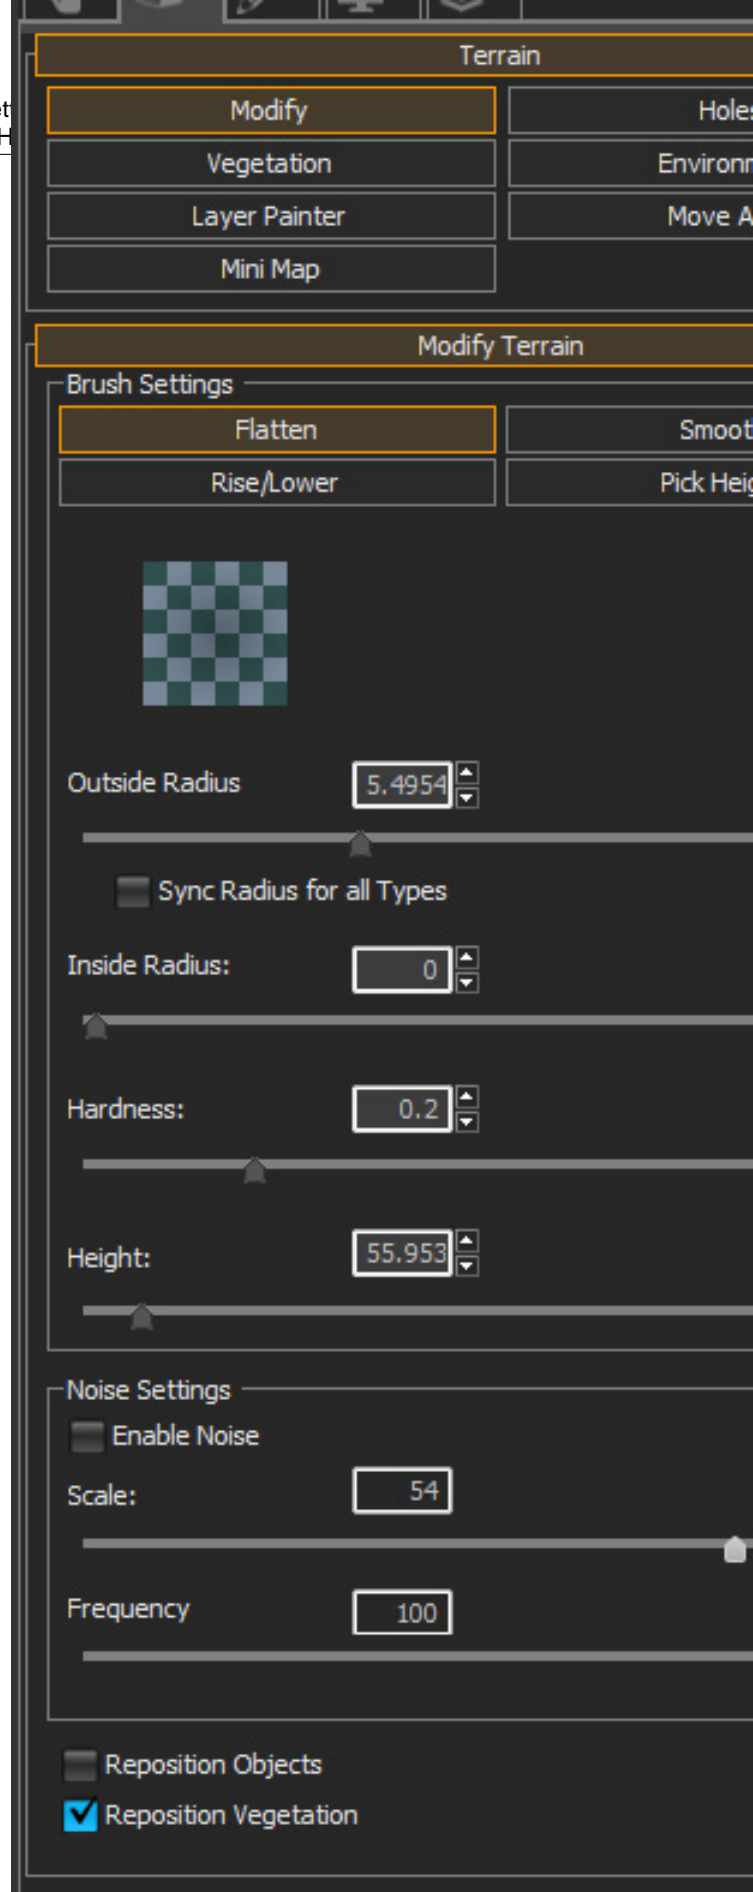 Terrain
Modify
Vegetation
Layer Painter
Move
Mini Map
Modify Terrain
Brush Settings
Flatten
Rise/Lower Pick
Outside Radius 5.4954
Sync Radius for all Types
Inside Radius: 0
Hardness: 0.2
Height: 55.953
Noise Settings
Enable Noise
Scale: 54
Frequency 100
Reposition Objects
Reposition Vegetation